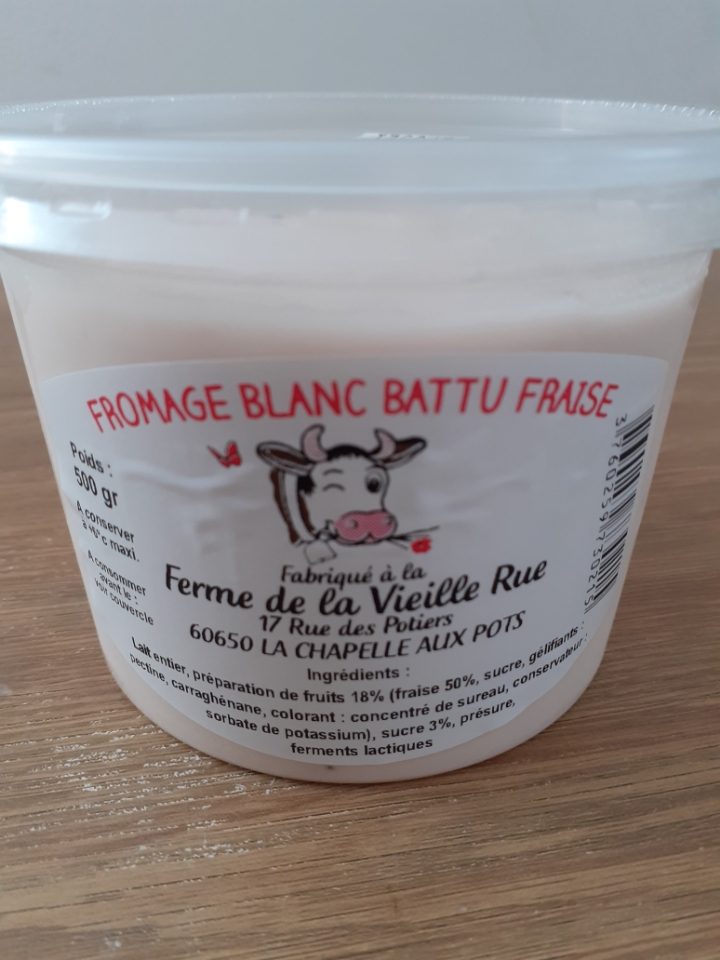 FROMAGE BLANC BATTU FRAISE
Poids :
500 gr
A conserver
à +6° c maxi.
A consommer
avant le :
voir couvercle
Fabriqué à la
Ferme de la Vieille Rue
17 Rue des Potiers
60650 LA CHAPELLE AUX POTS
Ingrédients :
Lait entier, préparation de fruits 18% (fraise 50%, sucre, gélifiants :
pectine, carraghénane, colorant : concentré de sureau, conservateur :
sorbate de potassium), sucre 3%, présure,
ferments lactiques